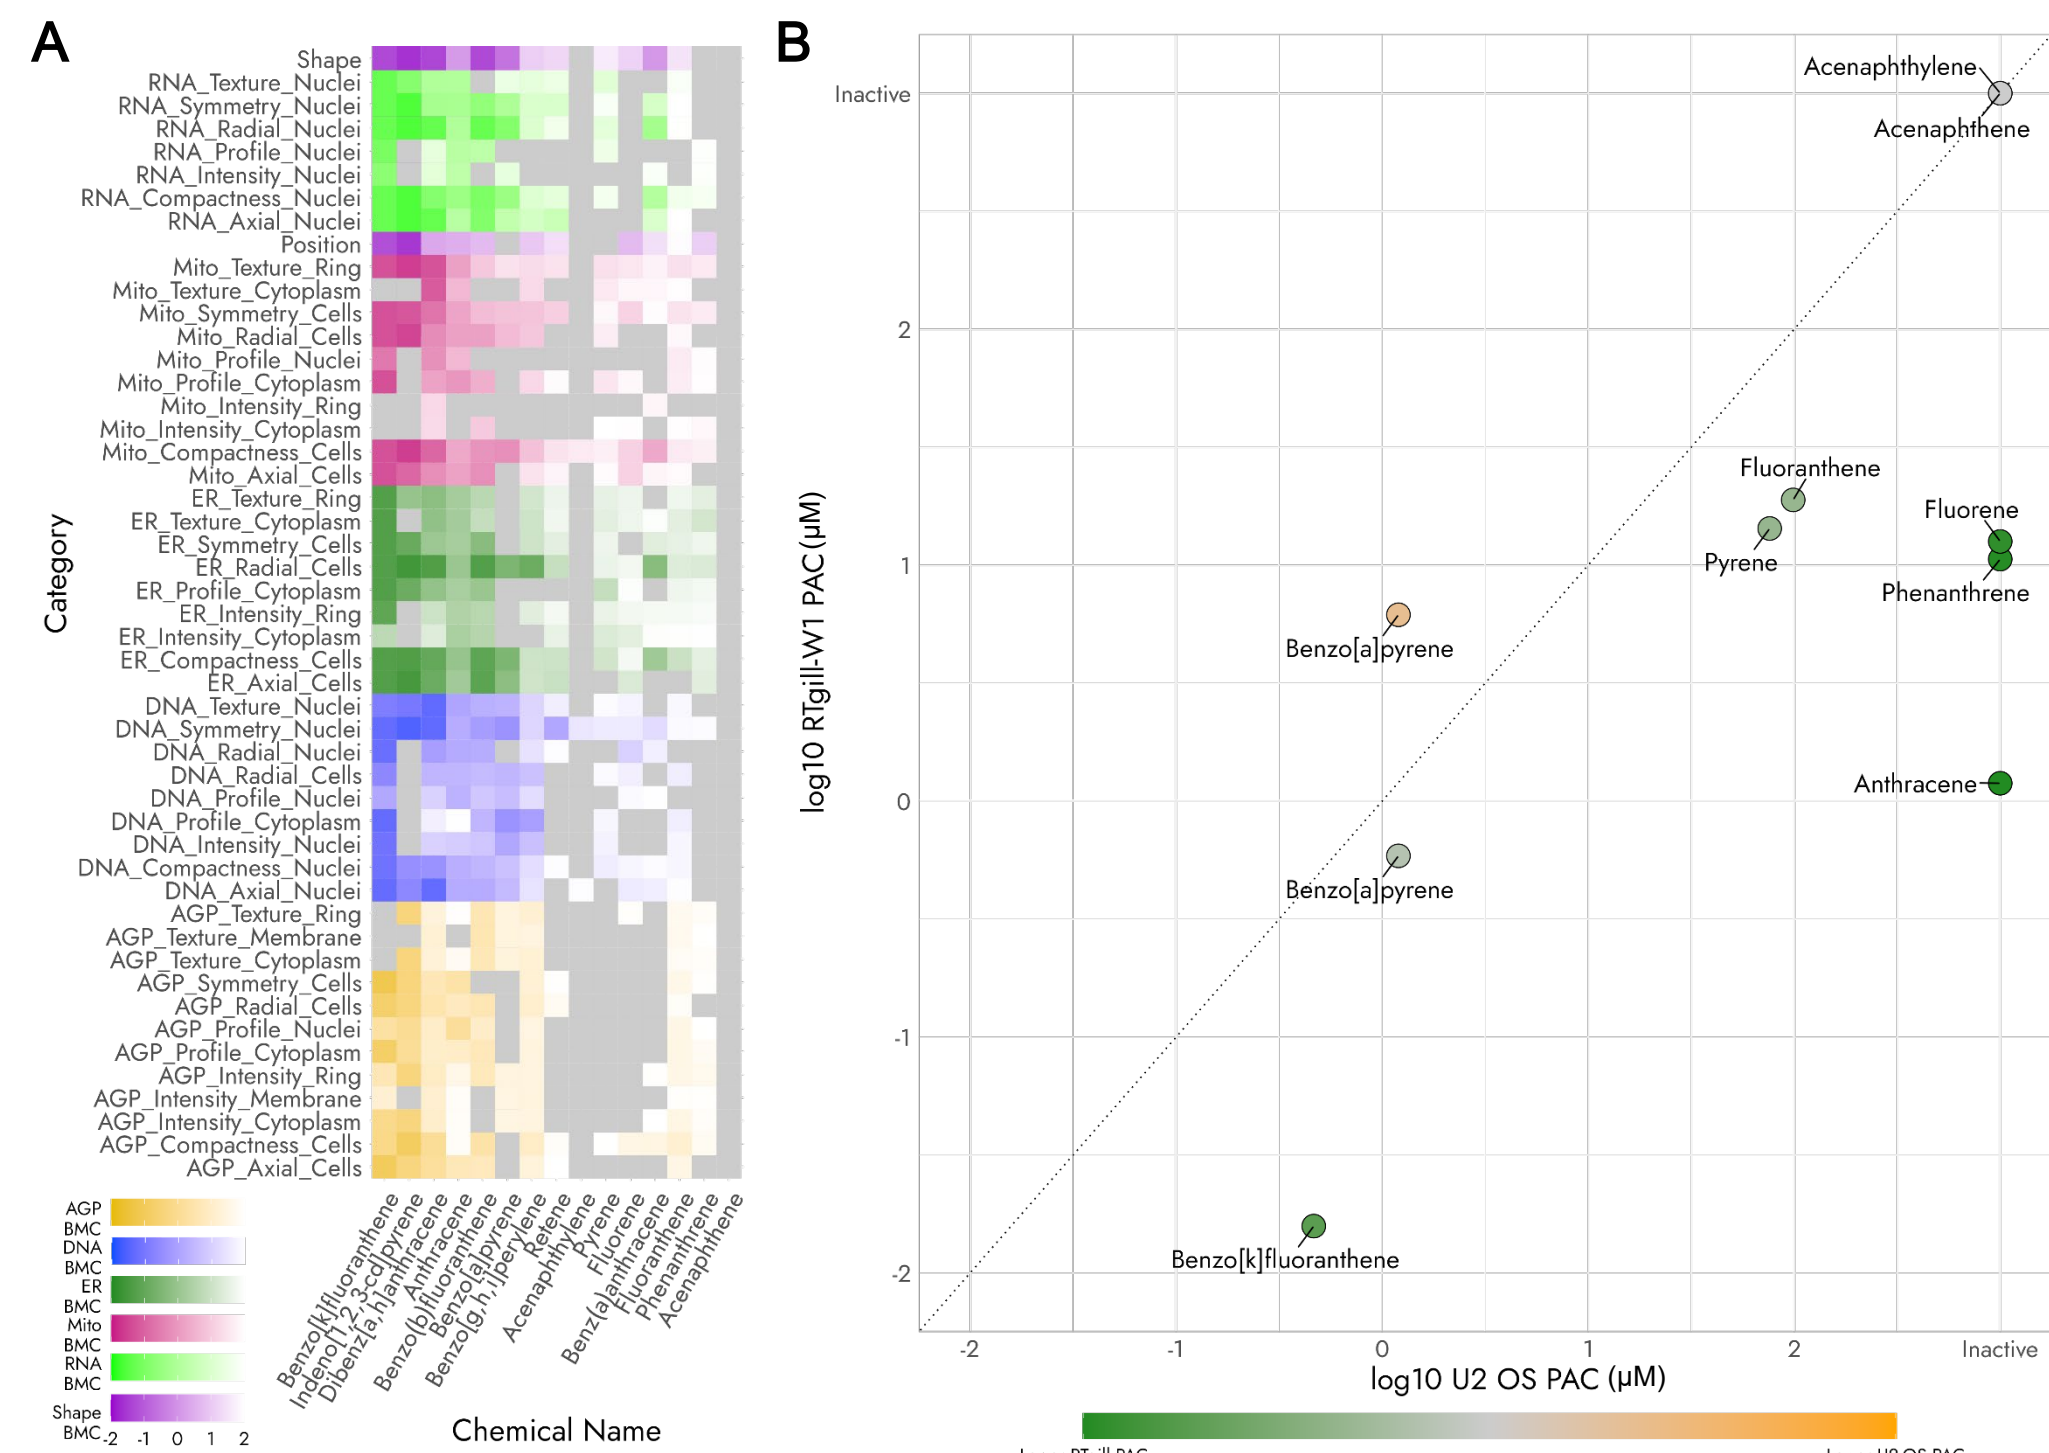 A
Category
Shape
RNA_Texture_Nuclei
RNA_Symmetry_Nuclei
RNA_Radial_Nuclei
RNA_Profile_Nuclei
RNA_Intensity_Nuclei
RNA_Compactness_Nuclei
RNA_Axial_Nuclei
Position
Mito_Texture_Ring
Mito_Texture_Cytoplasm
Mito_Symmetry_Cells
Mito_Radial_Cells
Mito_Profile_Nuclei
Mito_Profile_Cytoplasm
Mito_Intensity_Ring
Mito_Intensity_Cytoplasm
Mito_Compactness_Cells
Mito_Axial_Cells
ER_Texture_Ring
ER_Texture_Cytoplasm
ER_Symmetry_Cells
ER_Radial_Cells
ER_Profile_Cytoplasm
ER_Intensity_Ring
ER_Intensity_Cytoplasm
ER_Compactness_Cells
ER_Axial_Cells
DNA_Texture_Nuclei
DNA_Symmetry_Nuclei
DNA_Radial_Nuclei
DNA_Radial_Cells
DNA_Profile_Nuclei
DNA_Profile_Cytoplasm
DNA_Intensity_Nuclei
DNA_Compactness_Nuclei
DNA_Axial_Nuclei
AGP_Texture_Ring
AGP_Texture_Membrane
AGP_Texture_Cytoplasm
AGP_Symmetry_Cells
AGP_Radial_Cells
AGP_Profile_Nuclei
AGP_Profile_Cytoplasm
AGP_Intensity_Ring
AGP_Intensity_Membrane
AGP_Intensity_Cytoplasm
AGP_Compactness_Cells
AGP_Axial_Cells
Benzo[k]fluoranthene
Indeno[1,2,3-cd]pyrene
Dibenz[a,h]anthracene
Anthracene
Benzo(b)fluoranthene
Benzo[a]pyrene
Benzo[g,h,i]perylene
Retene
Acenaphthylene
Pyrene
Fluorene
Benz(a)anthracene
Fluoranthene
Phenanthrene
Acenaphthene
Chemical Name
AGP
BMC
DNA
BMC
ER
BMC
Mito
BMC
RNA
BMC
Shape
BMC
-2 -1 0 1 2
B
log10 RTgill-W1 PAC (µM)
Inactive
2
1
0
-1
-2
Acenaphthylene
Acenaphthene
Fluoranthene
Fluorene
Pyrene
Phenanthrene
Benzo[a]pyrene
Anthracene
Benzo[a]pyrene
Benzo[k]fluoranthene
-2 -1 0 1 2 Inactive
log10 U2 OS PAC (µM)